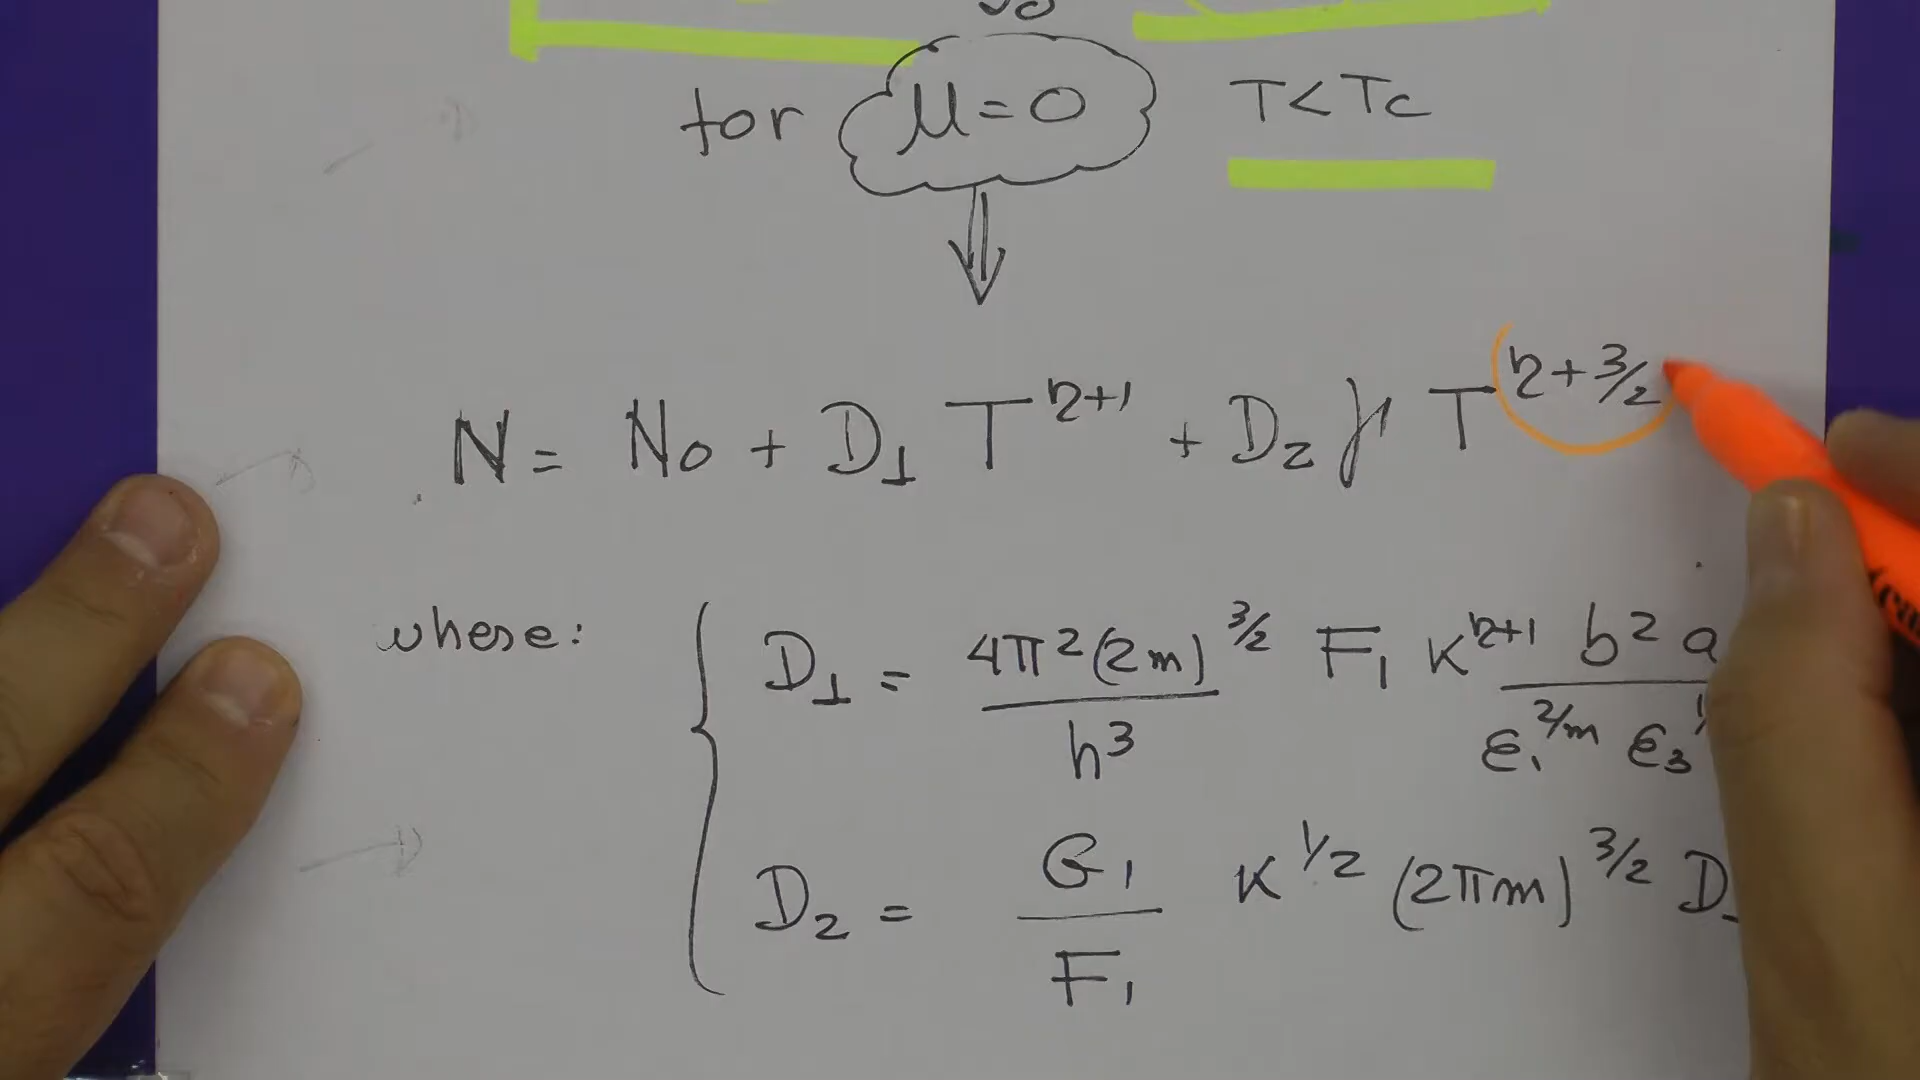 for μ=0 T<Tc
N = No + D₁ T^η+1 + D₂ γ T^η+3/2
where:
D₁ = 4π²(2m)^3/2 / h³ F₁ κ^η+1 b² a / ε₁^2/m ε₃
D₂ = G₁ / F₁ κ^1/2 (2πm)^3/2 D